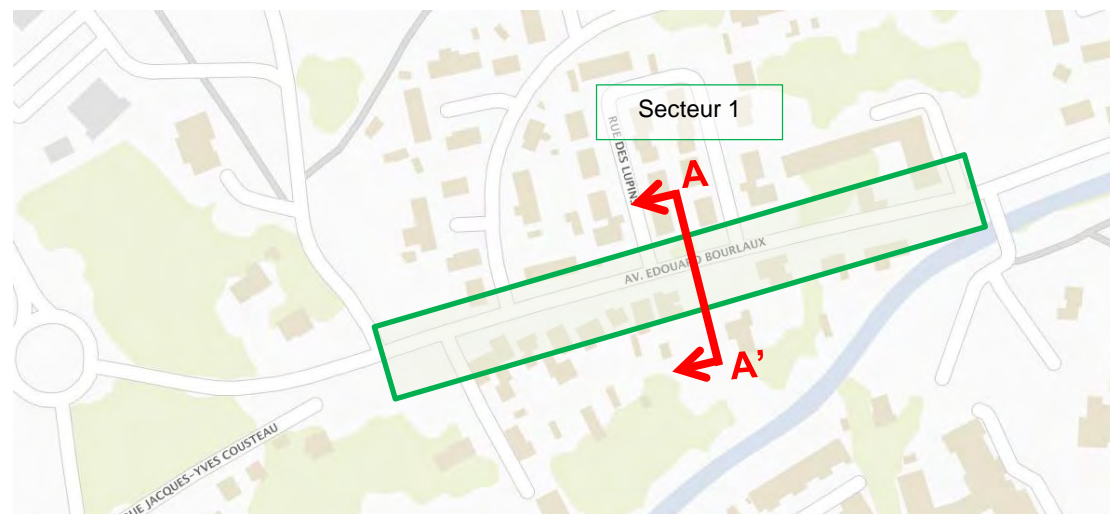 Secteur 1
RUE DES LUPINS
A
AV. EDOUARD BOURLAUX
A'
RUE JACQUES-YVES COUSTEAU